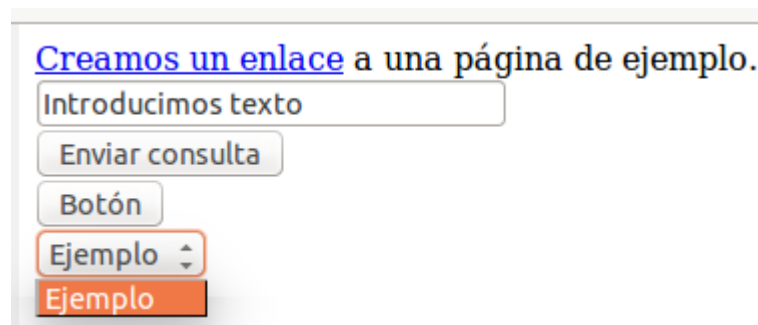 Creamos un enlace a una página de ejemplo.
Introducimos texto
Enviar consulta
Botón
Ejemplo
Ejemplo